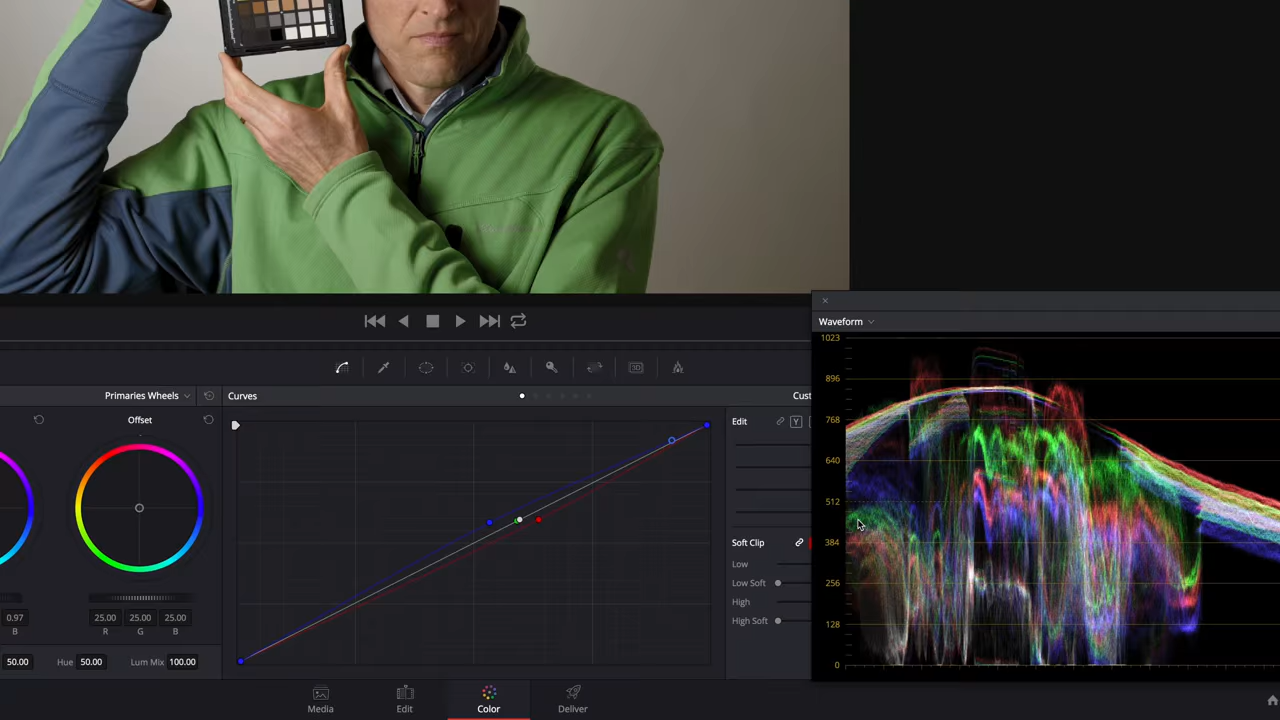 Waveform
1023
896
768
640
512
384
256
128
0
Primaries Wheels
Curves
Cust
Offset
Edit
Y
Soft Clip
Low
Low Soft
High
High Soft
0.97
25.00
25.00
25.00
B
R
G
B
50.00
Hue
50.00
Lum Mix
100.00
3D
Media
Edit
Color
Deliver